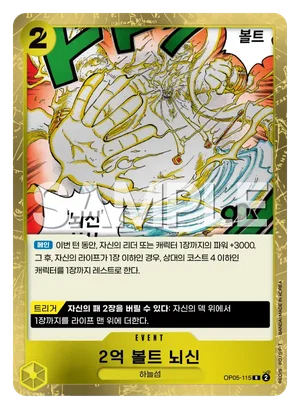 2
볼트
SAMPLE
뇌신
메인 이번 턴 동안, 자신의 리더 또는 캐릭터 1장까지의 파워 +3000.
그 후, 자신의 라이프가 1장 이하인 경우, 상대의 코스트 4 이하인
캐릭터를 1장까지 레스트로 한다.
트리거 자신의 패 2장을 버릴 수 있다: 자신의 덱 위에서
1장까지를 라이프 맨 위에 더한다.
EVENT
2억 볼트 뇌신
하늘섬
OP05-115 R 2